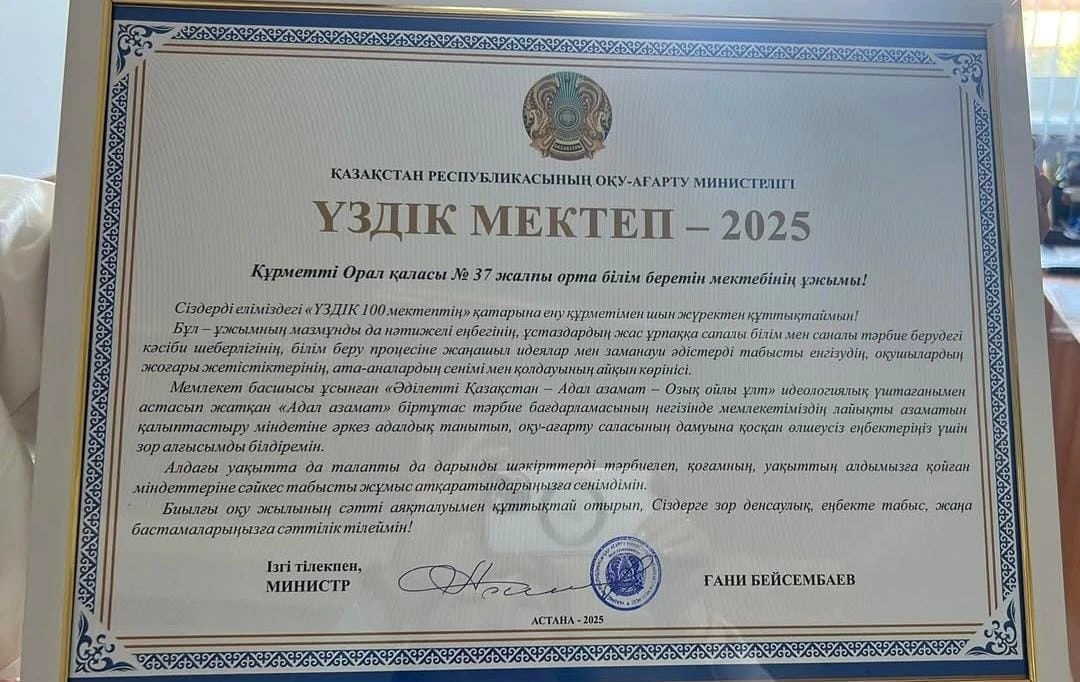 ҚАЗАҚСТАН
ҚАЗАҚСТАН РЕСПУБЛИКАСЫНЫҢ ОҚУ-АҒАРТУ МИНИСТРЛІГІ
ҮЗДІК МЕКТЕП – 2025
Құрметті Орал қаласы № 37 жалпы орта білім беретін мектебінің ұжымы!
Сіздерді еліміздегі «ҮЗДІК 100 мектептің» қатарына ену құрметімен шын жүректен құттықтаймын!
Бұл – ұжымның мазмұнды да нәтижелі еңбегінің, ұстаздардың жас ұрпаққа сапалы білім мен саналы тәрбие берудегі
кәсіби шеберлігінің, білім беру процесіне жаңашыл идеялар мен заманауи әдістерді табысты енгізудің, оқушылардың
жоғары жетістіктерінің, ата-аналардың сенімі мен қолдауының айқын көрінісі.
Мемлекет басшысы ұсынған «Әділетті Қазақстан – Адал азамат – Озық ойлы ұлт» идеологиялық үштағанымен
астасып жатқан «Адал азамат» біртұтас тәрбие бағдарламасының негізінде мемлекетіміздің лайықты азаматын
қалыптастыру міндетіне әркез адалдық танытып, оқу-ағарту саласының дамуына қосқан өлшеусіз еңбектеріңіз үшін
зор алғысымды білдіремін.
Алдағы уақытта да талапты да дарынды шәкірттерді тәрбиелеп, қоғамның, уақыттың алдымызға қойған
міндеттеріне сәйкес табысты жұмыс атқаратындарыңызға сенімдімін.
Биылғы оқу жылының сәтті аяқталуымен құттықтай отырып, Сіздерге зор денсаулық, еңбекте табыс, жаңа
бастамаларыңызға сәттілік тілеймін!
Ізгі тілекпен,
МИНИСТР
ҒАНИ БЕЙСЕМБАЕВ
АСТАНА - 2025